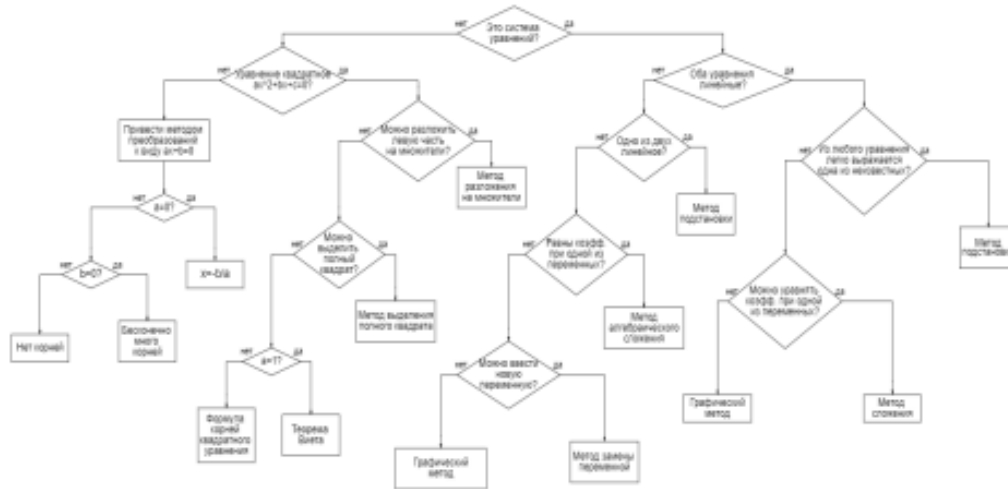 Это система
уравнений?
нет
да
Уравнение квадратное
ax^2+bx+c=0?
нет
да
Оба уравнения
линейные?
нет
да
Привести методом
преобразований
к виду ax+b=0
Можно разложить
левую часть
на множители?
нет
да
Одно из двух
линейное?
нет
да
Из любого уравнения
легко выражается
одна из неизвестных?
нет
да
Метод
разложения
на множители
a=0?
нет
да
Метод
подстановки
Можно
выделить
полный
квадрат?
нет
да
Равны коэфф.
при одной из
переменных?
нет
да
Метод
подстановки
b=0?
нет
да
x=-b/a
Можно уравнять
коэфф. при одной
из переменных?
нет
да
Метод выделения
полного квадрата
Метод
алгебраического
сложения
Нет корней
Бесконечно
много
корней
a=1?
нет
да
Можно ввести
новую
переменную?
нет
да
Графический
метод
Метод
сложения
Формула
корней
квадратного
уравнения
Теорема
Виета
Графический
метод
Метод замены
переменной